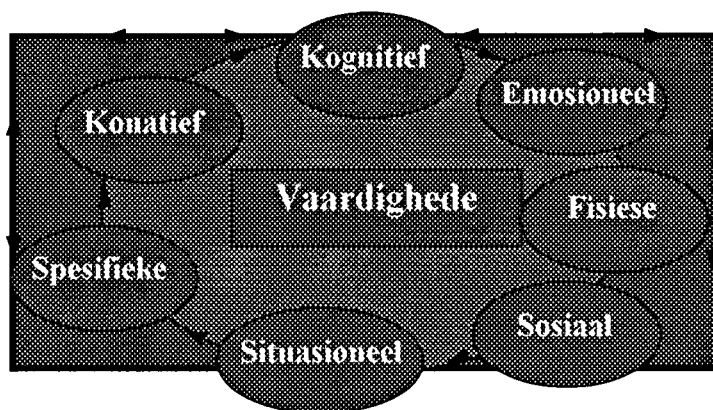 Kognitief
Emosioneel
Konatief
Vaardighede
Fisiese
Spesifieke
Sosiaal
Situasioneel